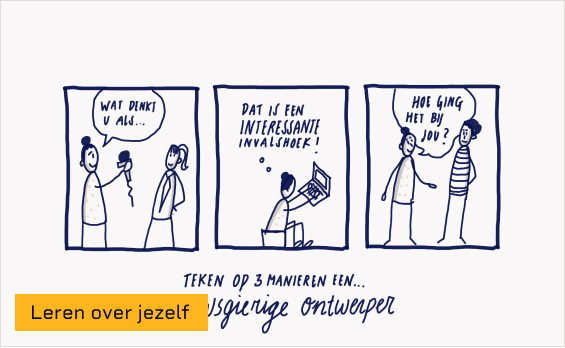 WAT DENKT
U ALS...
DAT IS EEN
INTERESSANTE
INVALSHOEK!
HOE GING
HET BIJ
JOU?
TEKEN OP 3 MANIEREN EEN...
wsgierige ontwerper
Leren over jezelf